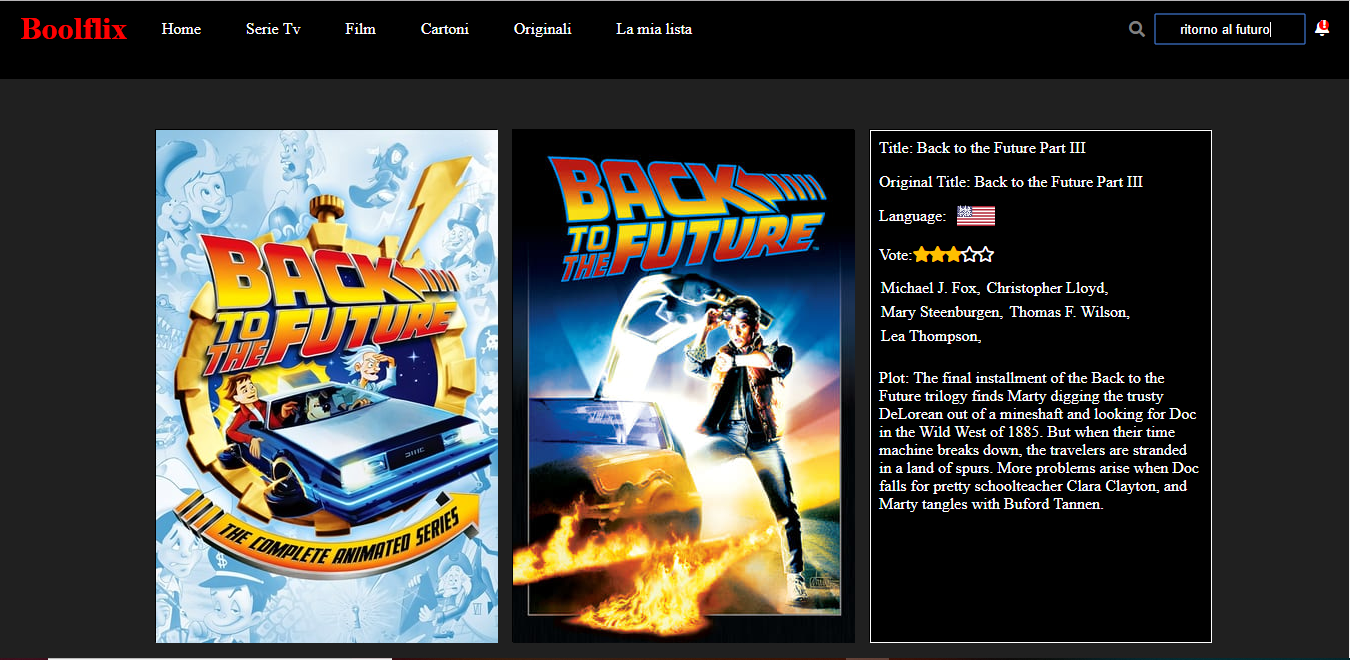 Boolflix
Home
Serie Tv
Film
Cartoni
Originali
La mia lista
ritorno al futuro
BACK
TO
THE FUTURE
THE COMPLETE ANIMATED SERIES
BACK
TO
THE FUTURE
Title: Back to the Future Part III
Original Title: Back to the Future Part III
Language:
Vote:
Michael J. Fox, Christopher Lloyd,
Mary Steenburgen, Thomas F. Wilson,
Lea Thompson,
Plot: The final installment of the Back to the
Future trilogy finds Marty digging the trusty
DeLorean out of a mineshaft and looking for Doc
in the Wild West of 1885. But when their time
machine breaks down, the travelers are stranded
in a land of spurs. More problems arise when Doc
falls for pretty schoolteacher Clara Clayton, and
Marty tangles with Buford Tannen.